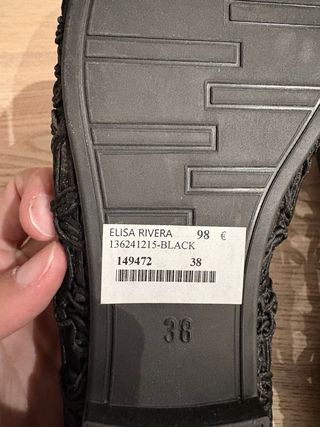 ELISA RIVERA 98 €
136241215-BLACK
149472 38
38